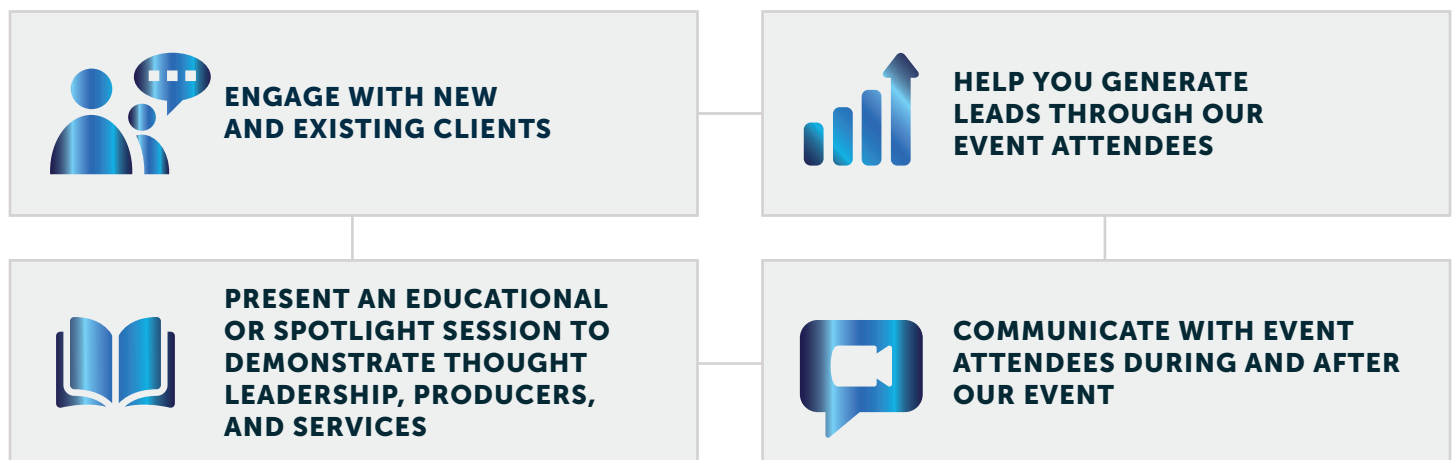 ENGAGE WITH NEW
AND EXISTING CLIENTS
HELP YOU GENERATE
LEADS THROUGH OUR
EVENT ATTENDEES
PRESENT AN EDUCATIONAL
OR SPOTLIGHT SESSION TO
DEMONSTRATE THOUGHT
LEADERSHIP, PRODUCERS,
AND SERVICES
COMMUNICATE WITH EVENT
ATTENDEES DURING AND AFTER
OUR EVENT